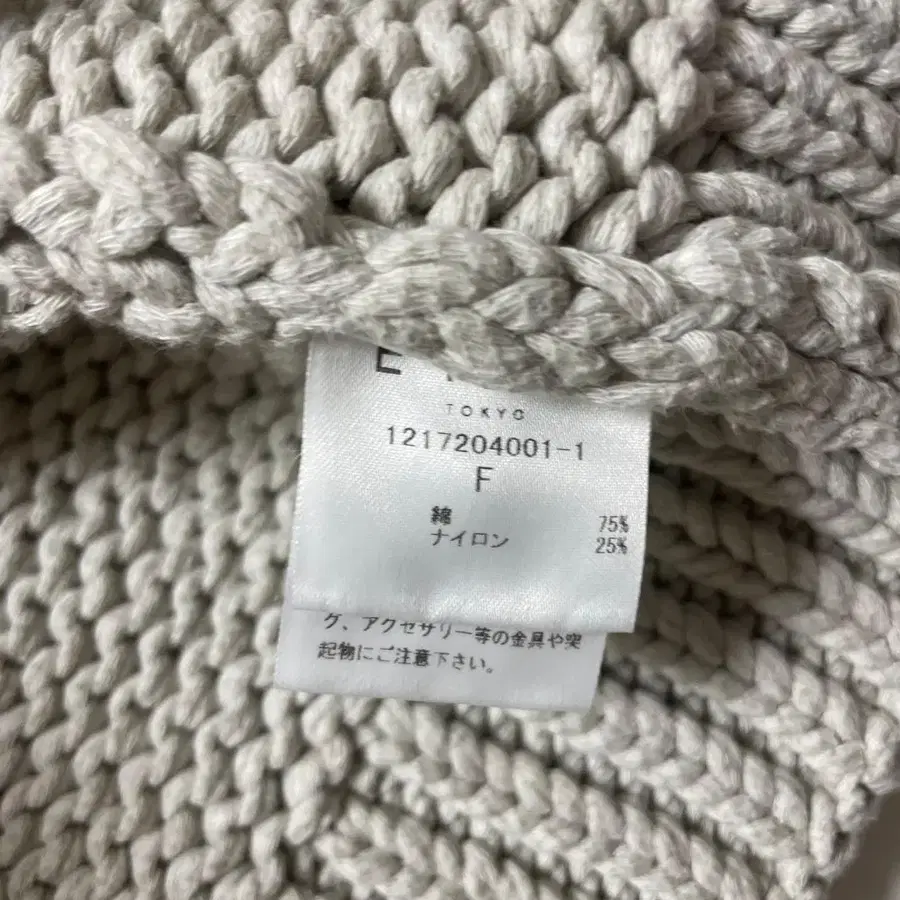 TOKYO
1217204001-1
F
綿 75%
ナイロン 25%
グ、アクセサリー等の金具や突
起物にご注意下さい。